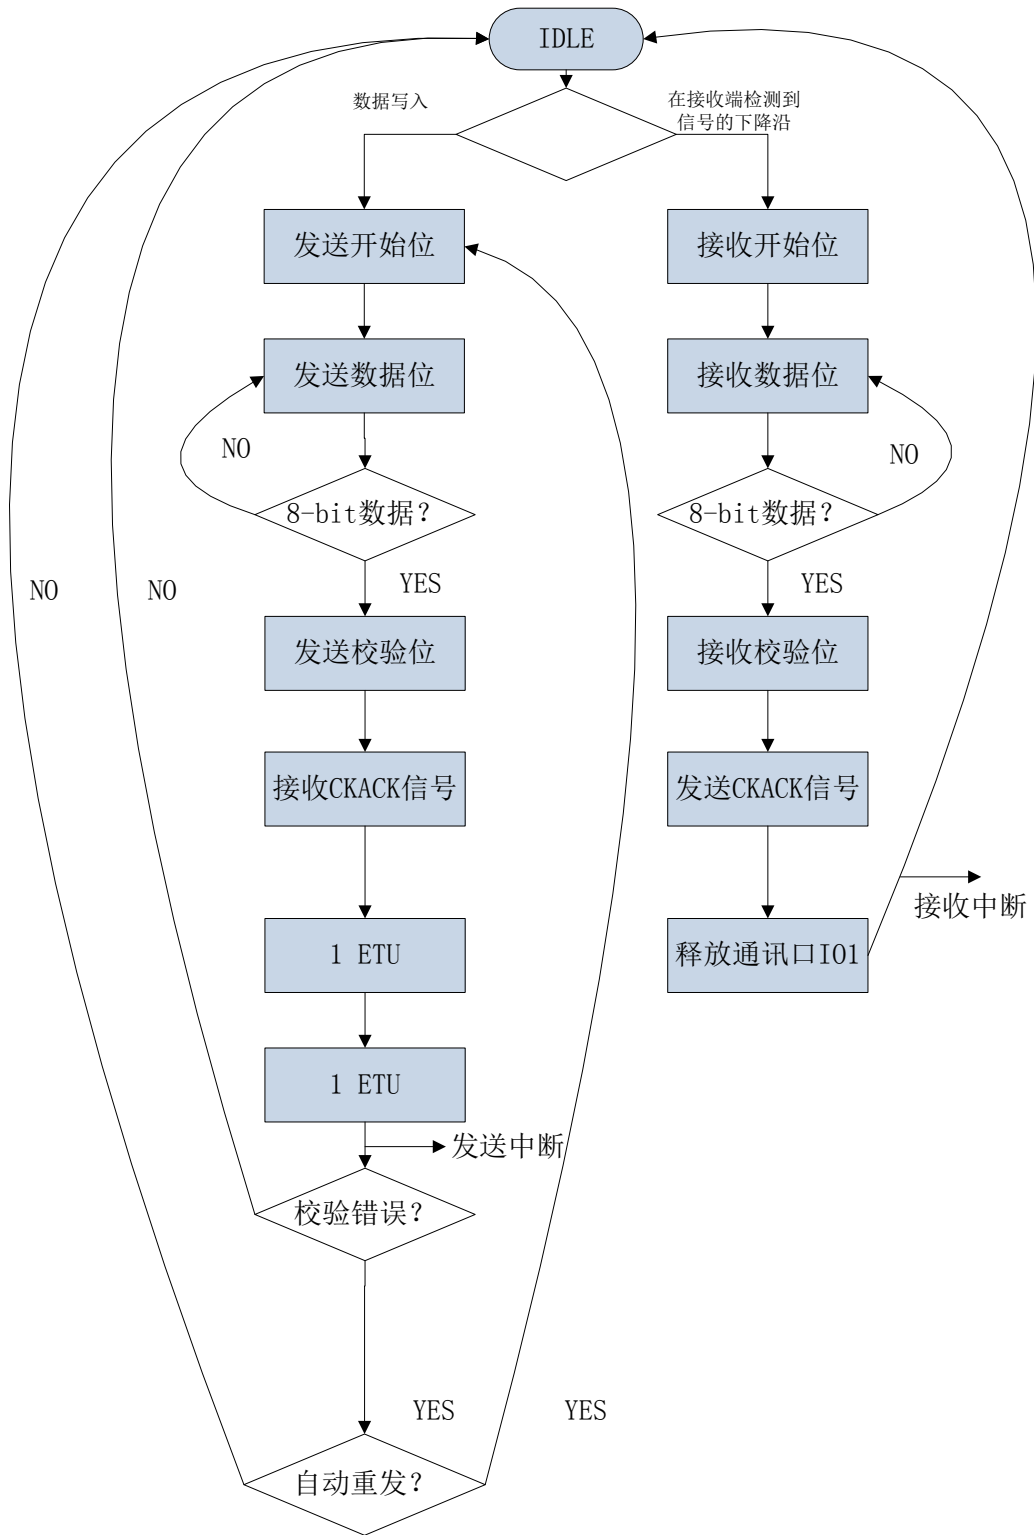 IDLE
数据写入
在接收端检测到
信号的下降沿
发送开始位
接收开始位
发送数据位
接收数据位
NO
NO
8-bit数据?
8-bit数据?
YES
YES
NO
NO
发送校验位
接收校验位
接收CKACK信号
发送CKACK信号
接收中断
1 ETU
释放通讯口IO1
1 ETU
发送中断
校验错误?
YES
YES
自动重发?